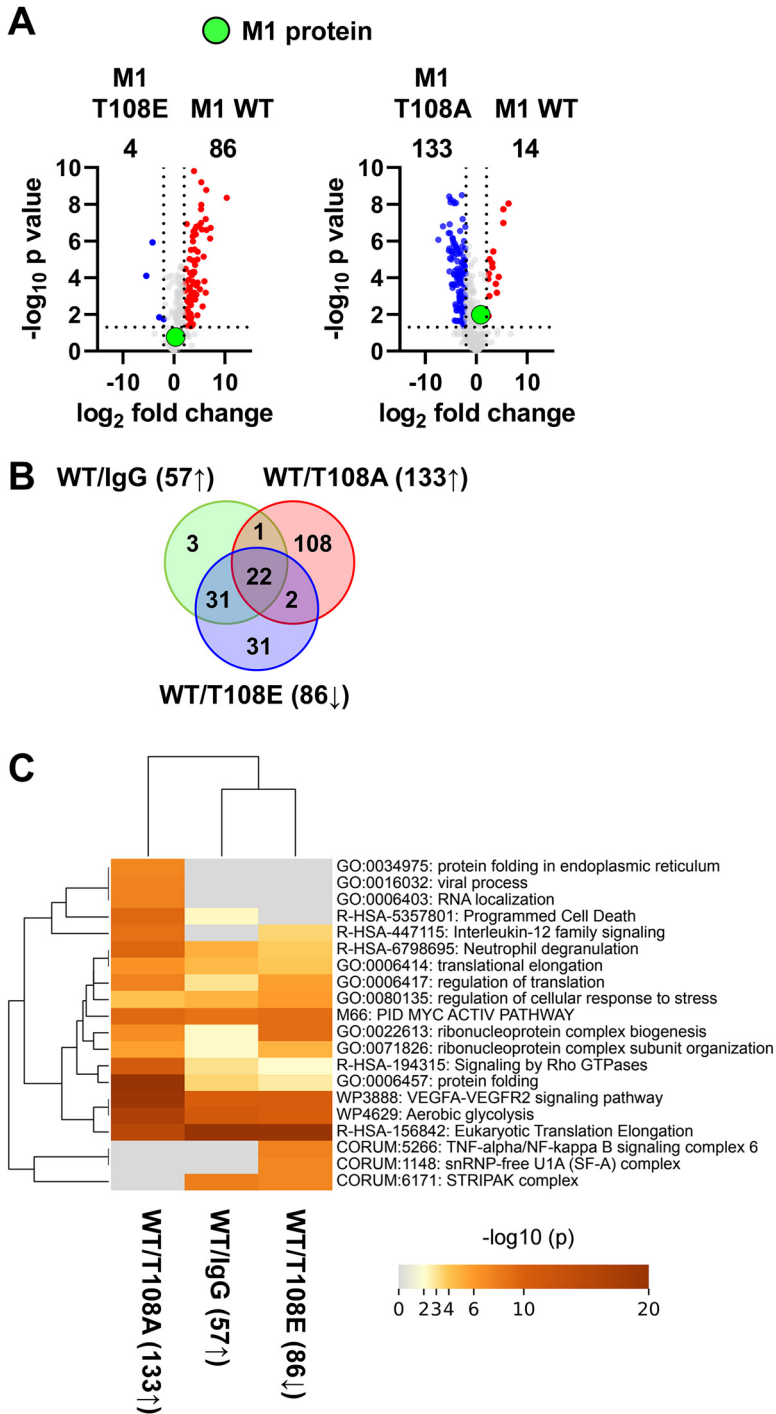 A
M1 protein
M1
T108E
M1 WT
4
86
10
8
6
4
2
0
-10
0
10
-log10 p value
log2 fold change
M1
T108A
M1 WT
133
14
10
8
6
4
2
0
-10
0
10
-log10 p value
log2 fold change
B
WT/IgG (57↑)
WT/T108A (133↑)
3
1
108
22
31
2
31
WT/T108E (86↓)
C
GO:0034975: protein folding in endoplasmic reticulum
GO:0016032: viral process
GO:0006403: RNA localization
R-HSA-5357801: Programmed Cell Death
R-HSA-447115: Interleukin-12 family signaling
R-HSA-6798695: Neutrophil degranulation
GO:0006414: translational elongation
GO:0006417: regulation of translation
GO:0080135: regulation of cellular response to stress
M66: PID MYC ACTIV PATHWAY
GO:0022613: ribonucleoprotein complex biogenesis
GO:0071826: ribonucleoprotein complex subunit organization
R-HSA-194315: Signaling by Rho GTPases
GO:0006457: protein folding
WP3888: VEGFA-VEGFR2 signaling pathway
WP4629: Aerobic glycolysis
R-HSA-156842: Eukaryotic Translation Elongation
CORUM:5266: TNF-alpha/NF-kappa B signaling complex 6
CORUM:1148: snRNP-free U1A (SF-A) complex
CORUM:6171: STRIPAK complex
WT/T108A (133↑)
WT/IgG (57↑)
WT/T108E (86↓)
-log10 (p)
0 2 3 4 6 10 20